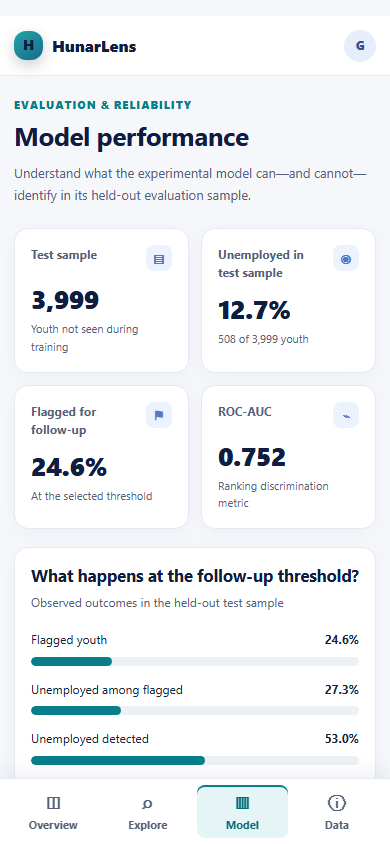 H HunarLens G
EVALUATION & RELIABILITY
Model performance
Understand what the experimental model can—and cannot—
identify in its held-out evaluation sample.
Test sample
3,999
Youth not seen during
training
Unemployed in
test sample
12.7%
508 of 3,999 youth
Flagged for
follow-up
24.6%
At the selected threshold
ROC-AUC
0.752
Ranking discrimination
metric
What happens at the follow-up threshold?
Observed outcomes in the held-out test sample
Flagged youth 24.6%
Unemployed among flagged 27.3%
Unemployed detected 53.0%
Overview Explore Model Data